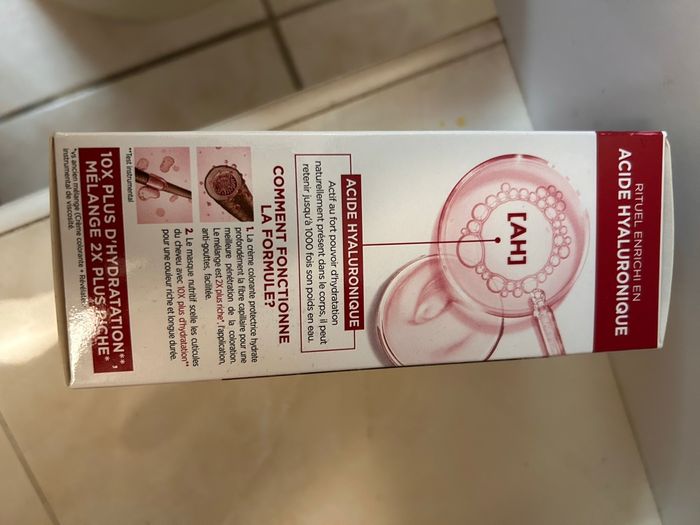 RITUEL ENRICHI EN
ACIDE HYALURONIQUE
[AH]
ACIDE HYALURONIQUE
Actif au fort pouvoir d'hydratation
naturellement présent dans le corps, il peut
retenir jusqu'à 1000 fois son poids en eau.
COMMENT FONCTIONNE
LA FORMULE?
1. La crème colorante protectrice hydrate
profondément la fibre capillaire pour une
meilleure pénétration de la coloration.
Le mélange est 2X plus riche*, l'application,
anti-gouttes, facilitée.
2. Le masque nutritif scelle les cuticules
du cheveu avec 10X plus d'hydratation**
pour une couleur riche et longue durée.
**Test instrumental
10X PLUS D'HYDRATATION**,
MÉLANGE 2X PLUS RICHE*
*vs ancien mélange (Crème colorante +
instrumental de viscosité.